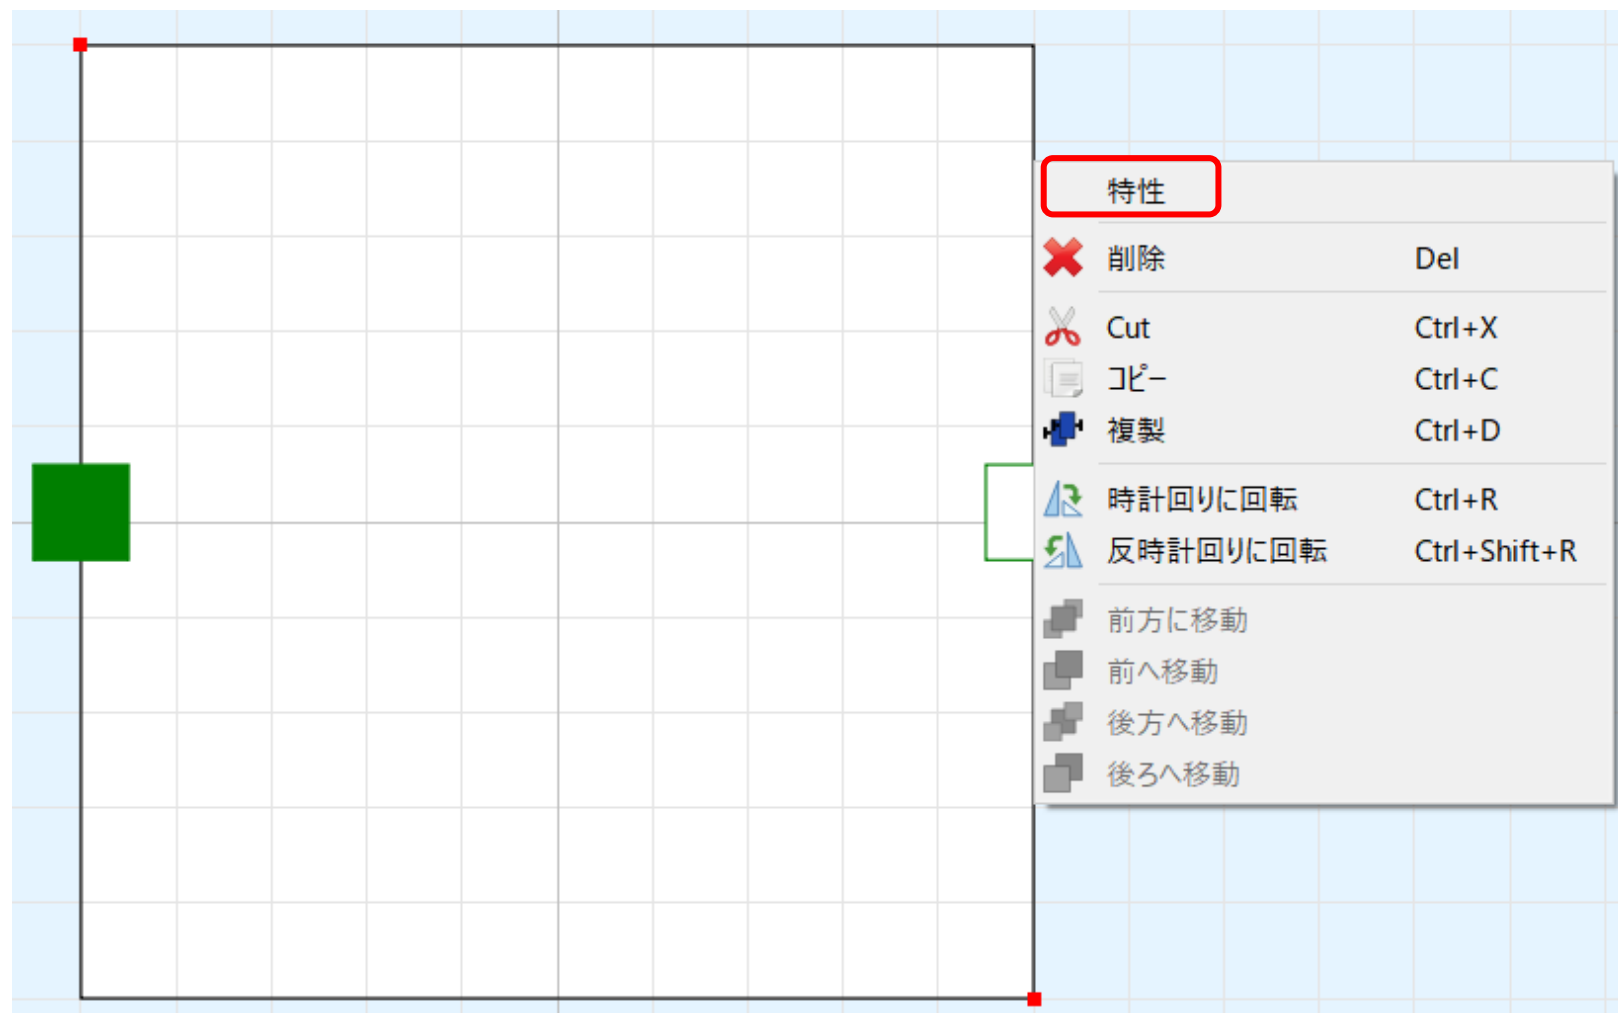 特性
削除 Del
Cut Ctrl+X
コピー Ctrl+C
複製 Ctrl+D
時計回りに回転 Ctrl+R
反時計回りに回転 Ctrl+Shift+R
前方に移動
前へ移動
後方へ移動
後ろへ移動